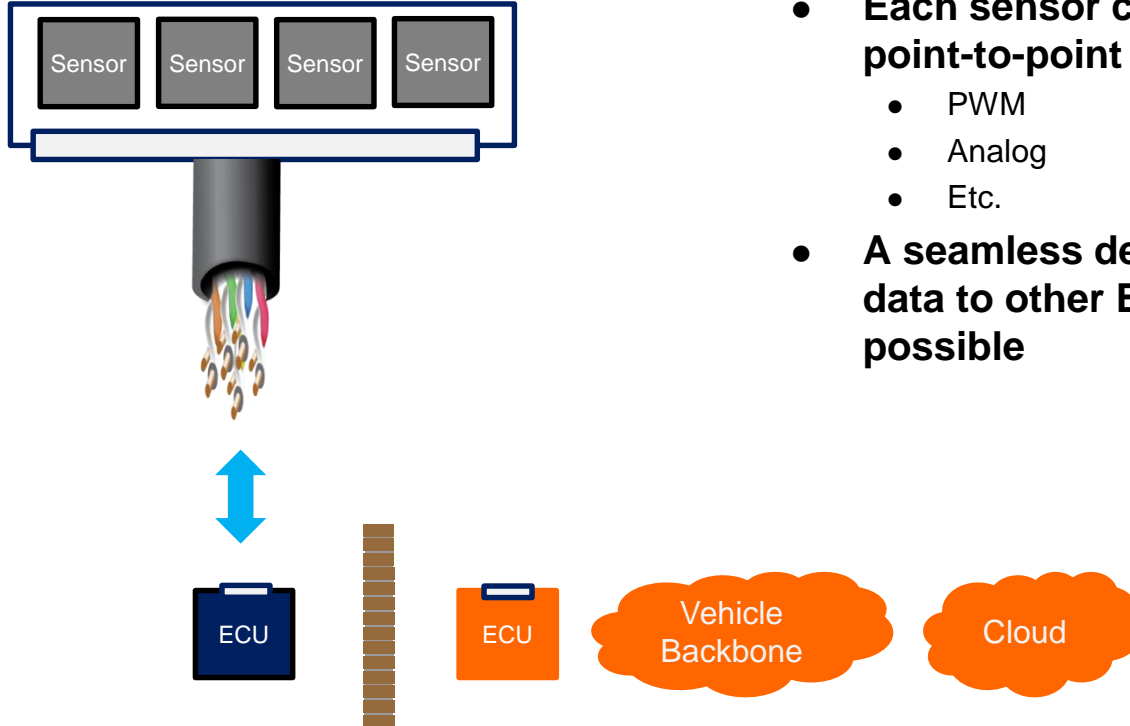 Sensor Sensor Sensor Sensor
● Each sensor
point-to-point
● PWM
● Analog
● Etc.
● A seamless
data to other
possible
ECU
ECU
Vehicle
Backbone
Cloud